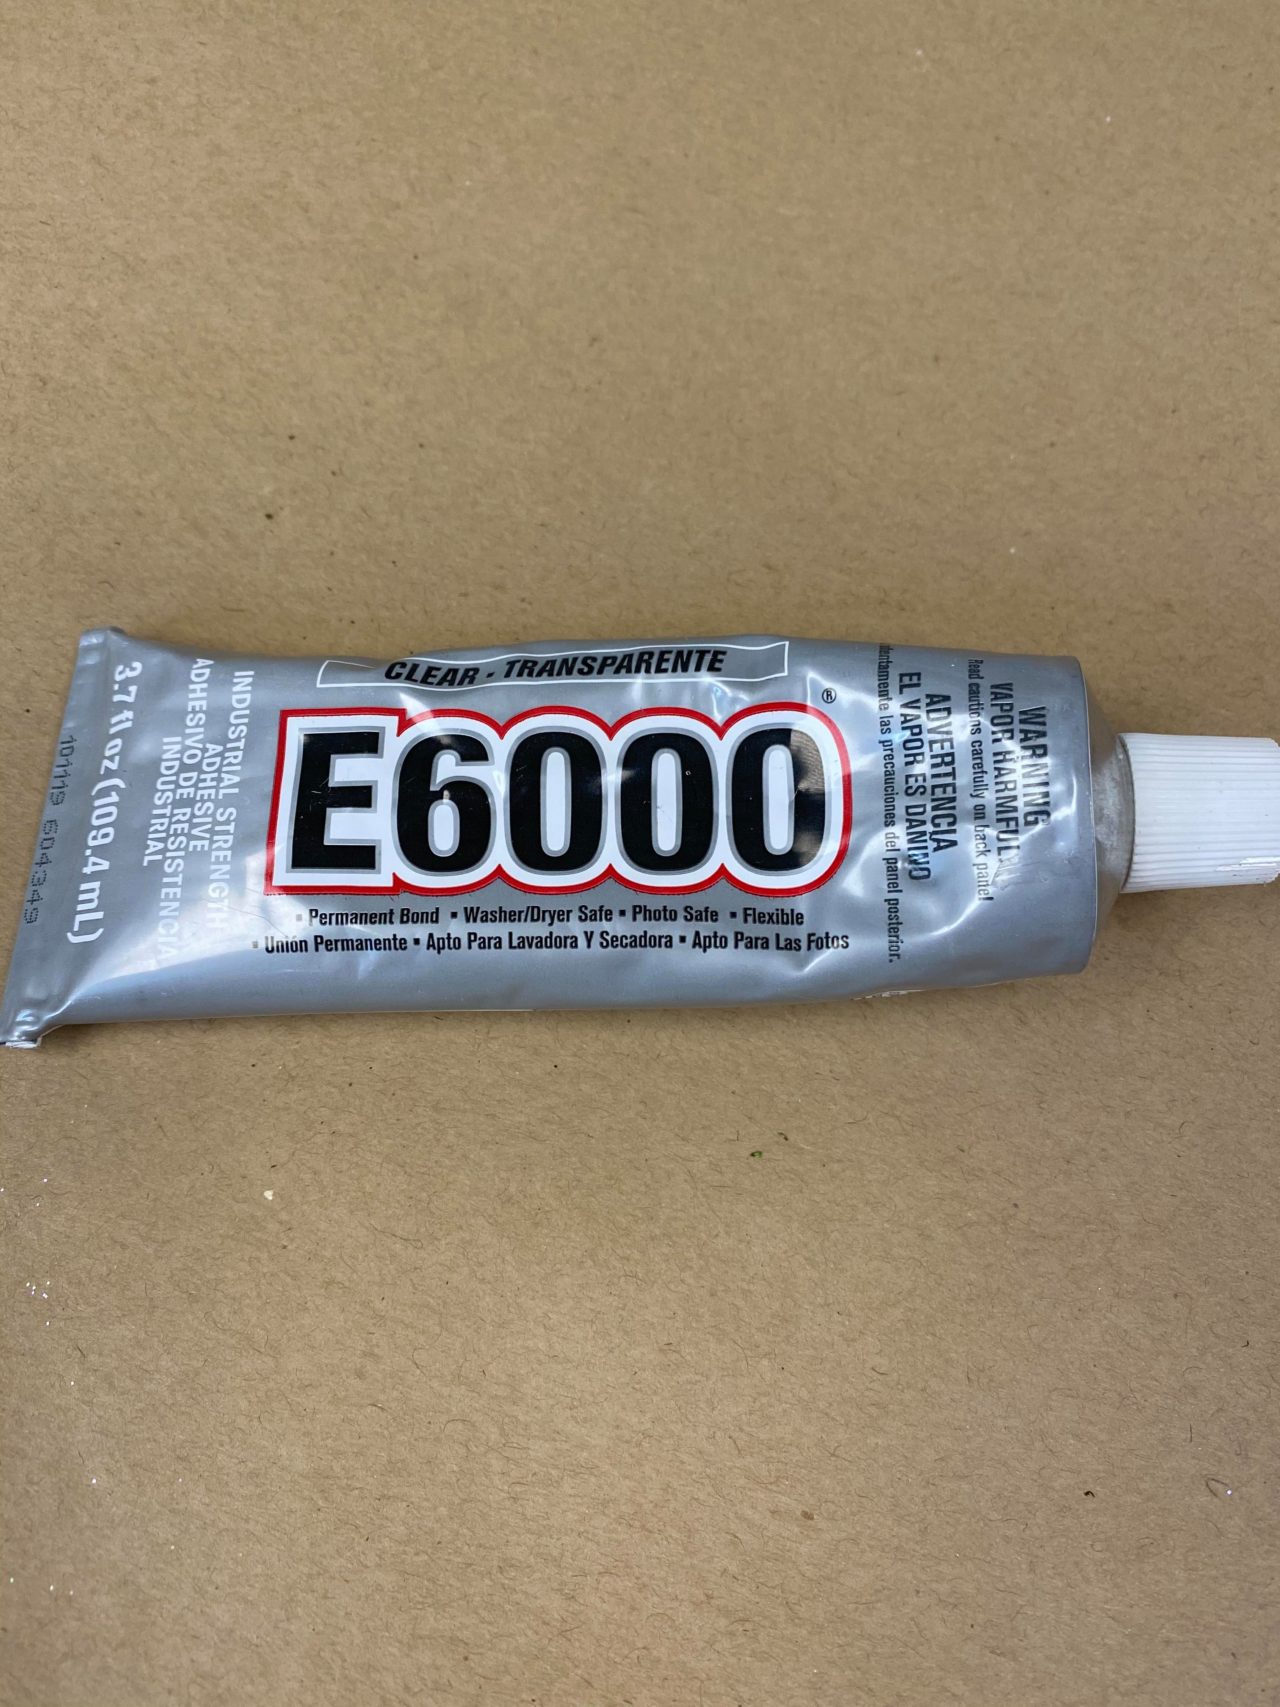 CLEAR - TRANSPARENTE
E6000®
▪ Permanent Bond ▪ Washer/Dryer Safe ▪ Photo Safe ▪ Flexible
▪ Unión Permanente ▪ Apto Para Lavadora Y Secadora ▪ Apto Para Las Fotos
WARNING
VAPOR HARMFUL
Read cautions carefully on back panel
ADVERTENCIA
EL VAPOR ES DAÑINO
las precauciones del panel posterior.
INDUSTRIAL STRENGTH
ADHESIVE
ADHESIVO DE RESISTENCIA
INDUSTRIAL
3.7 fl oz (109.4 mL)